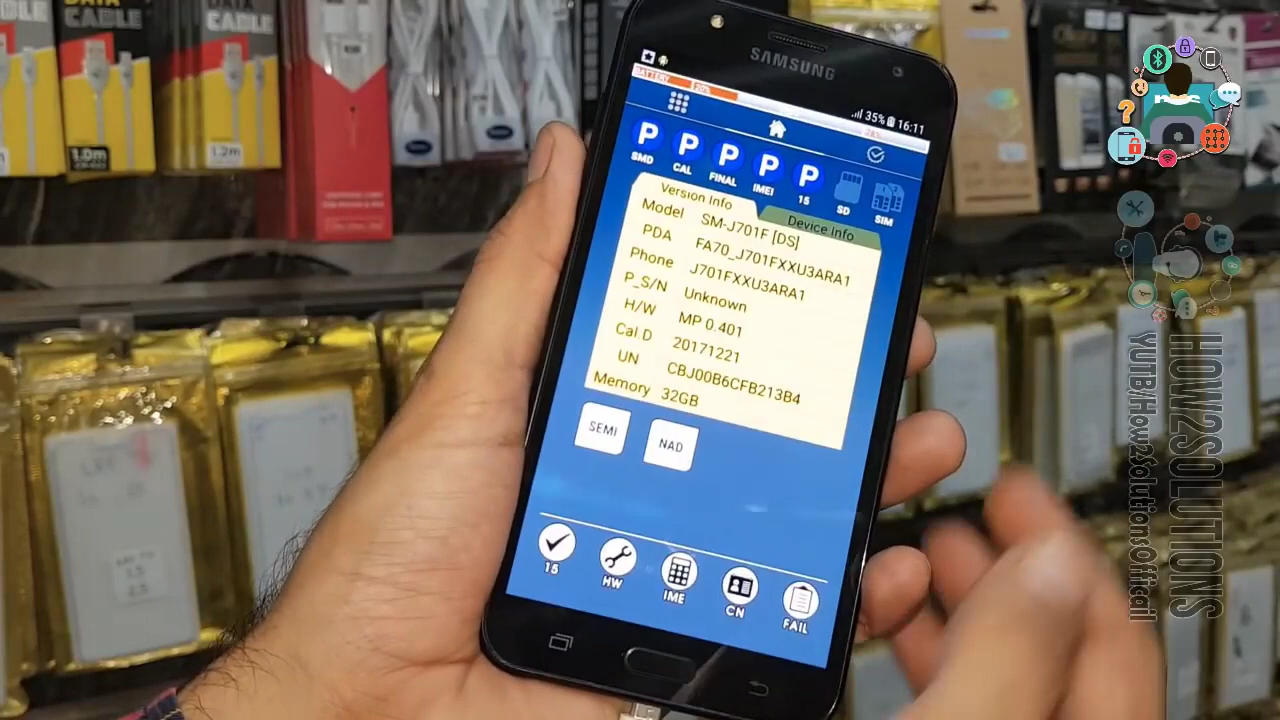 DATA
CABLE
CABLE
1.0m
1.2m
SAMSUNG
BATTERY
35% 16:11
P P P P P
SMD CAL FINAL IMEI 15 SD SIM
Version Info Device Info
Model SM-J701F [DS]
PDA FA70_J701FXXU3ARA1
Phone J701FXXU3ARA1
P_S/N Unknown
H/W MP 0.401
Cal.D 20171221
UN CBJ00B6CFB213B4
Memory 32GB
SEMI NAD
15 HW IME CN FAIL
HOW2SOLUTIONS
YUTB/How2SolutionsOfficail